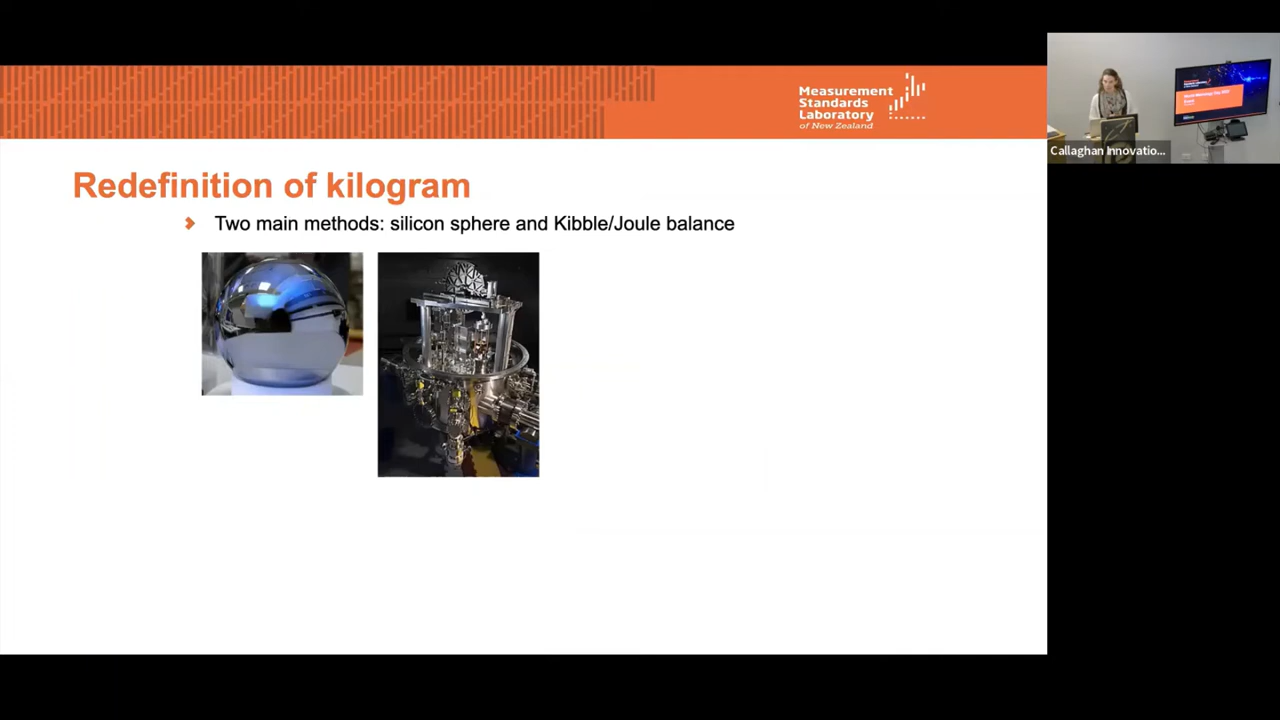 Measurement
Standards
Laboratory
of New Zealand
Callaghan Innovatio...
Redefinition of kilogram
Two main methods: silicon sphere and Kibble/Joule balance